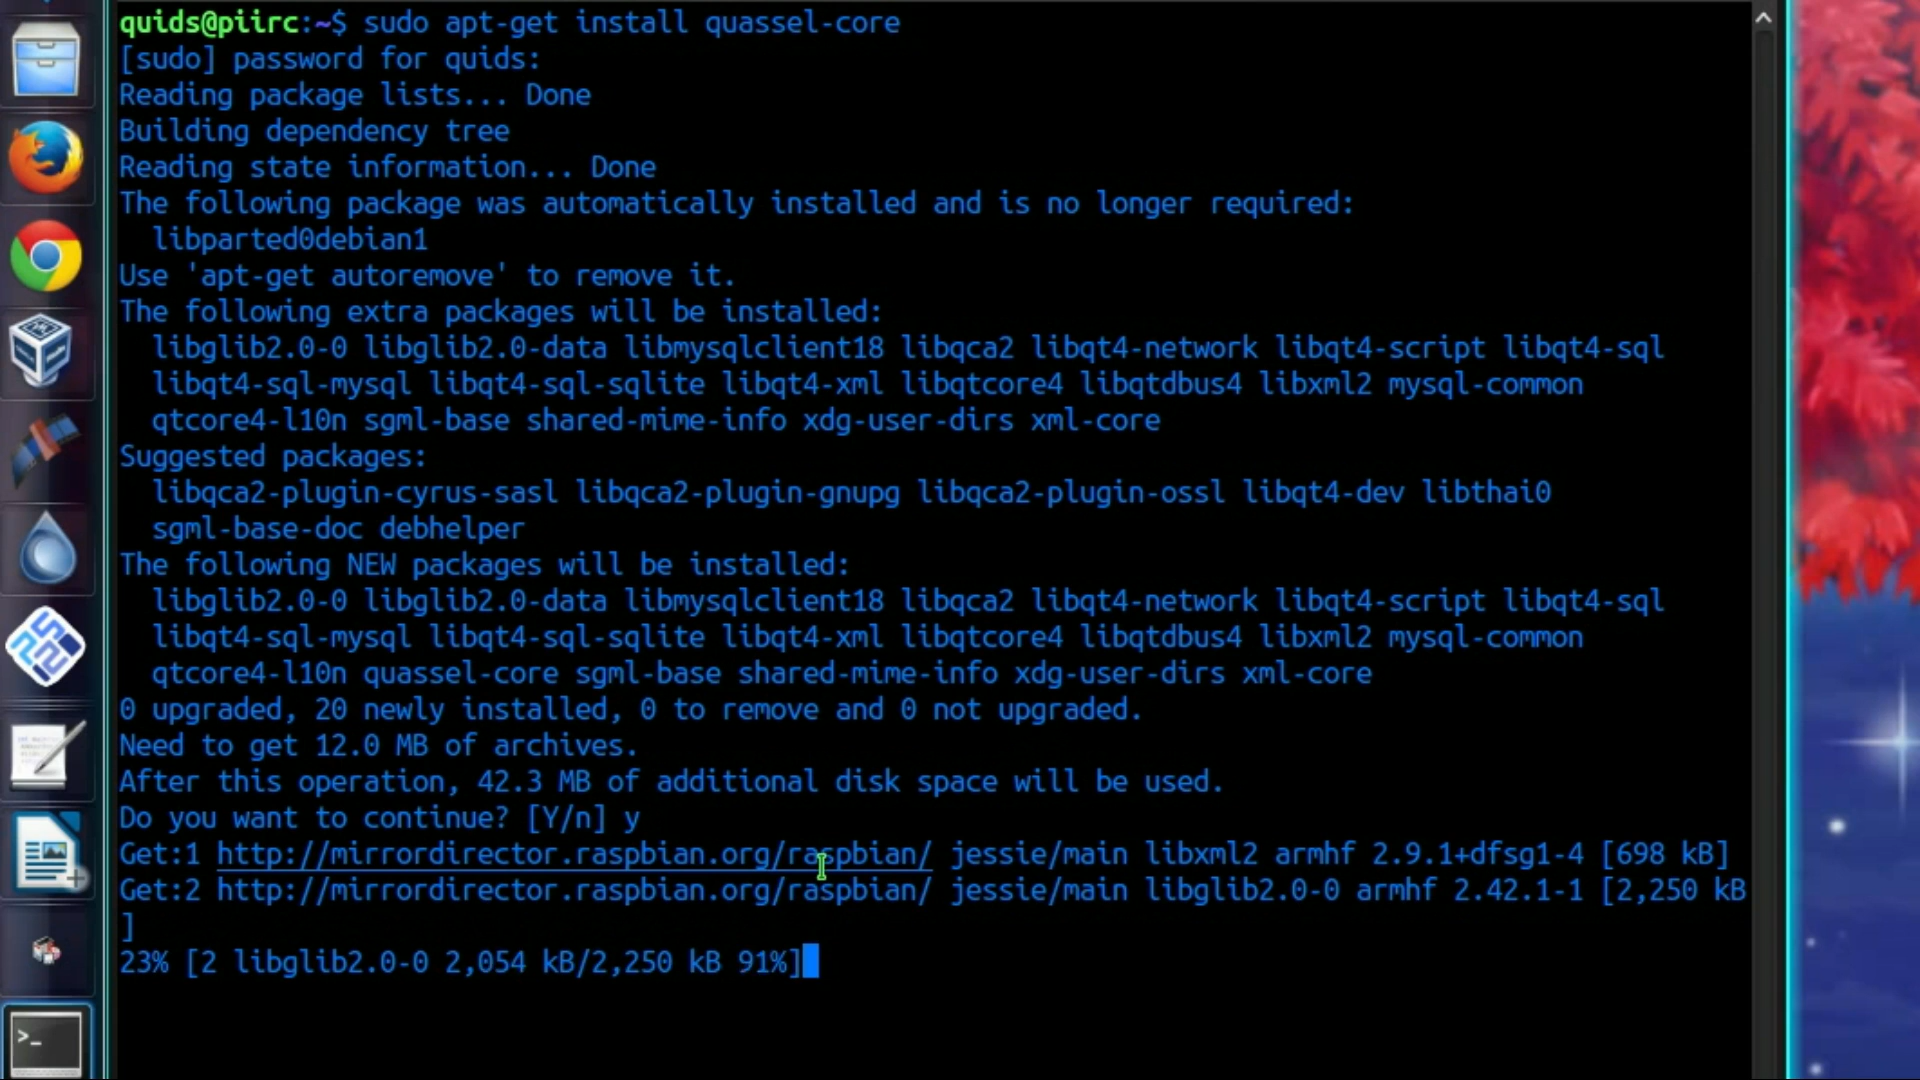 quids@piirc:~$ sudo apt-get install quassel-core
[sudo] password for quids:
Reading package lists... Done
Building dependency tree
Reading state information... Done
The following package was automatically installed and is no longer required:
  libparted0debian1
Use 'apt-get autoremove' to remove it.
The following extra packages will be installed:
  libglib2.0-0 libglib2.0-data libmysqlclient18 libqca2 libqt4-network libqt4-script libqt4-sql
  libqt4-sql-mysql libqt4-sql-sqlite libqt4-xml libqtcore4 libqtdbus4 libxml2 mysql-common
  qtcore4-l10n sgml-base shared-mime-info xdg-user-dirs xml-core
Suggested packages:
  libqca2-plugin-cyrus-sasl libqca2-plugin-gnupg libqca2-plugin-ossl libqt4-dev libthai0
  sgml-base-doc debhelper
The following NEW packages will be installed:
  libglib2.0-0 libglib2.0-data libmysqlclient18 libqca2 libqt4-network libqt4-script libqt4-sql
  libqt4-sql-mysql libqt4-sql-sqlite libqt4-xml libqtcore4 libqtdbus4 libxml2 mysql-common
  qtcore4-l10n quassel-core sgml-base shared-mime-info xdg-user-dirs xml-core
0 upgraded, 20 newly installed, 0 to remove and 0 not upgraded.
Need to get 12.0 MB of archives.
After this operation, 42.3 MB of additional disk space will be used.
Do you want to continue? [Y/n] y
Get:1 http://mirrordirector.raspbian.org/raspbian/ jessie/main libxml2 armhf 2.9.1+dfsg1-4 [698 kB]
Get:2 http://mirrordirector.raspbian.org/raspbian/ jessie/main libglib2.0-0 armhf 2.42.1-1 [2,250 kB
]
23% [2 libglib2.0-0 2,054 kB/2,250 kB 91%]